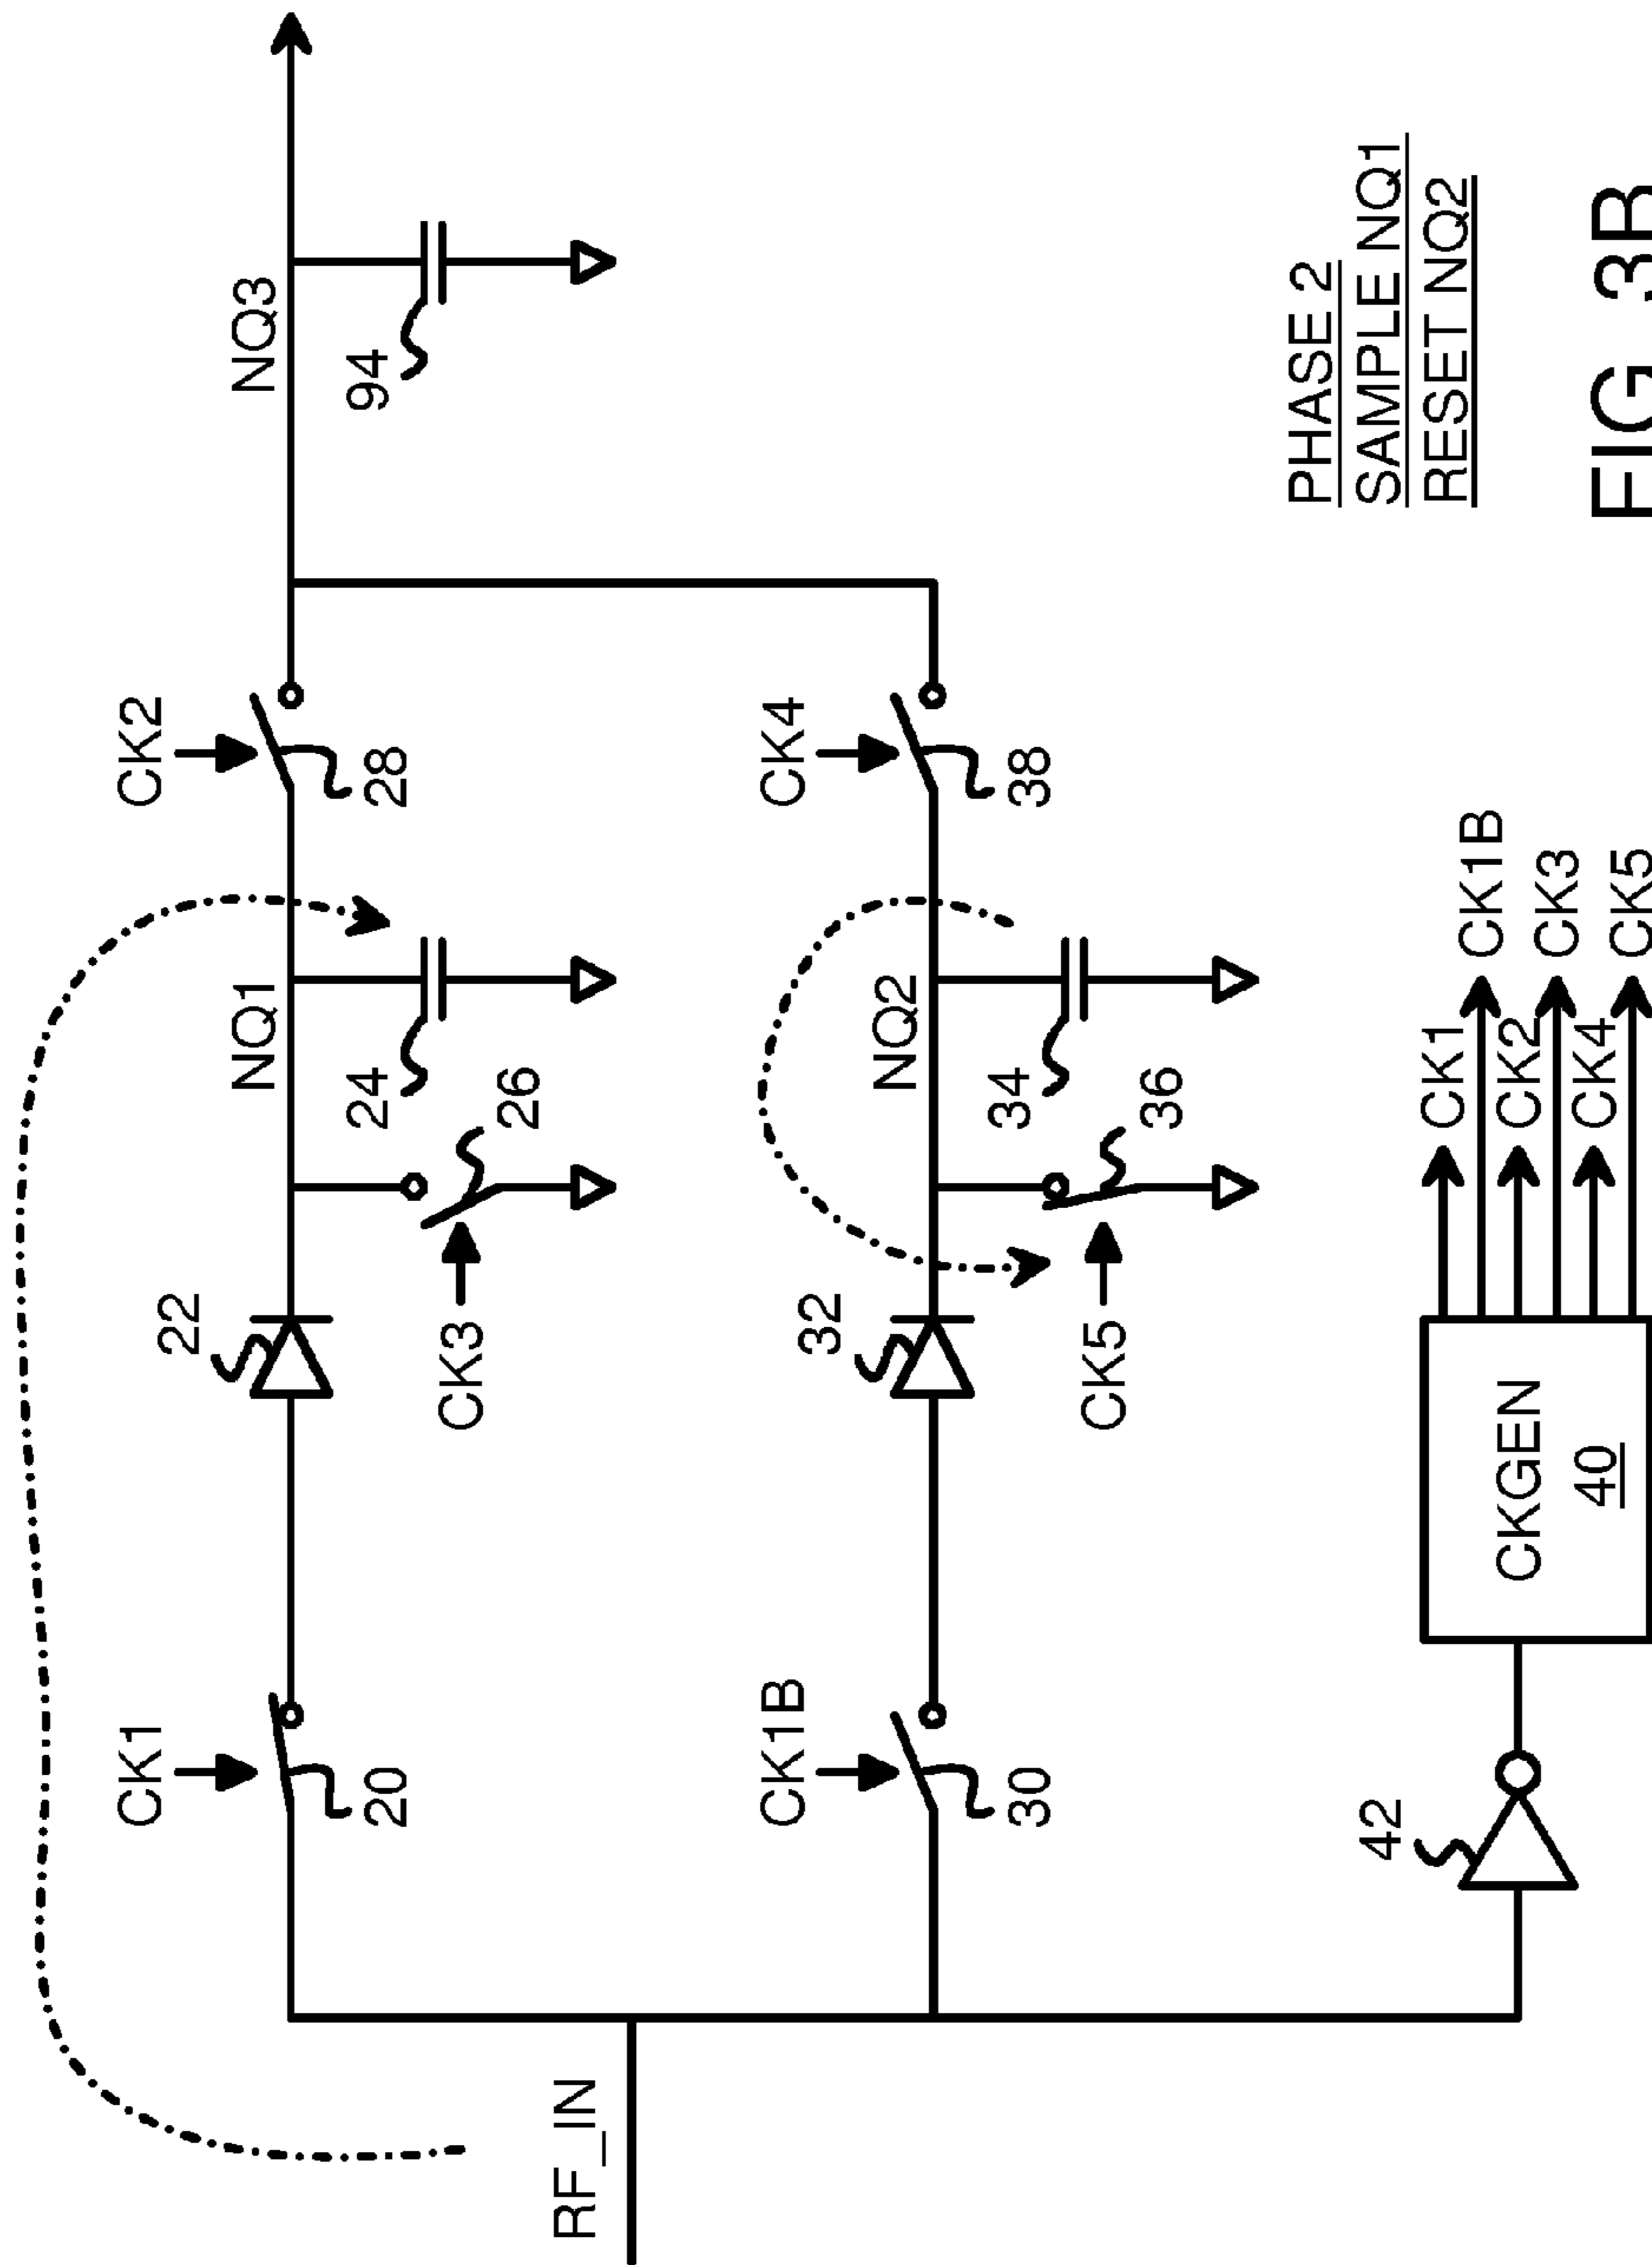 CK1
20
22
CK3
26
24
NQ1
CK2
28
NQ3
94
RF_IN
CK1B
30
32
CK5
36
34
NQ2
CK4
38
42
CKGEN
40
CK1
CK1B
CK2
CK3
CK4
CK5
PHASE 2
SAMPLE NQ1
RESET NQ2
FIG. 3B